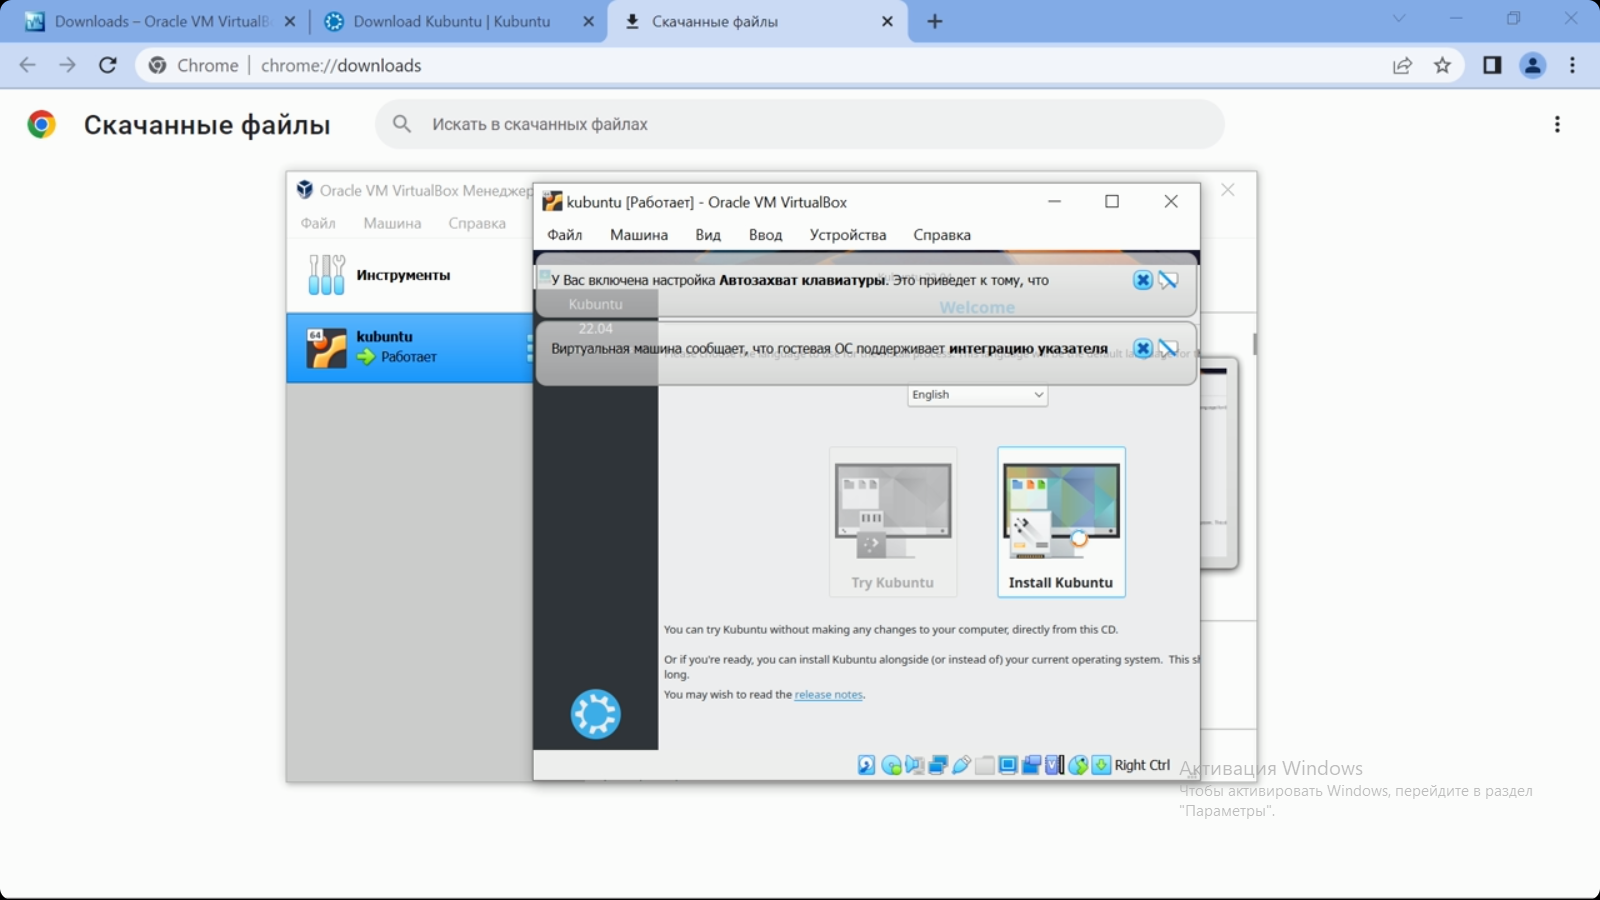 Downloads – Oracle VM VirtualB
Download Kubuntu | Kubuntu
Скачанные файлы
Chrome
chrome://downloads
Скачанные файлы
Искать в скачанных файлах
Oracle VM VirtualBox Менеджер
Файл Машина Справка
Инструменты
64
kubuntu
Работает
kubuntu [Работает] - Oracle VM VirtualBox
Файл Машина Вид Ввод Устройства Справка
У Вас включена настройка Автозахват клавиатуры. Это приведет к тому, что
Kubuntu
22.04
Welcome
Виртуальная машина сообщает, что гостевая ОС поддерживает интеграцию указателя
English
Try Kubuntu
Install Kubuntu
You can try Kubuntu without making any changes to your computer, directly from this CD.
Or if you're ready, you can install Kubuntu alongside (or instead of) your current operating system. This
long.
You may wish to read the release notes.
Right Ctrl
Активация Windows
Чтобы активировать Windows, перейдите в раздел
"Параметры".